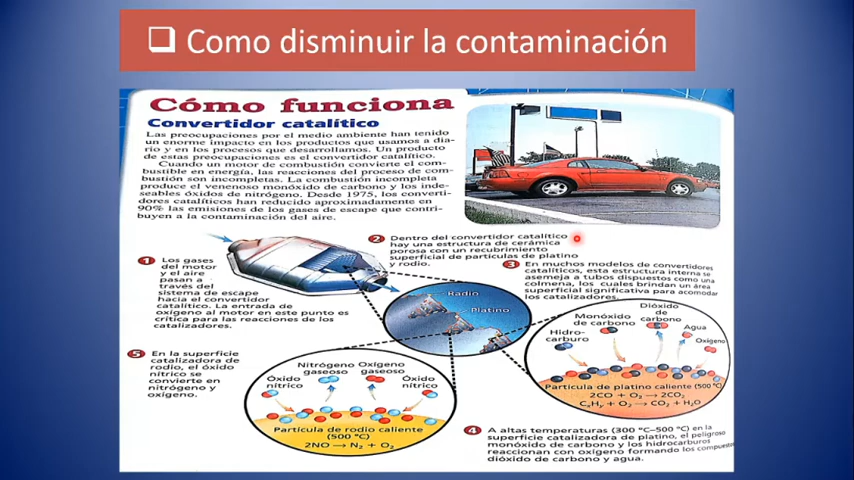 ❑ Como disminuir la contaminación
Cómo funciona
Convertidor catalítico
Las preocupaciones por el medio ambiente han tenido
un enorme impacto en los productos que usamos a dia-
rio y en los procesos que desarrollamos. Un producto
de estas preocupaciones es el convertidor catalítico.
Cuando un motor de combustión convierte el com-
bustible en energía, las reacciones del proceso de com-
bustión son incompletas. La combustión incompleta
produce el venenoso monóxido de carbono y los inde-
seables óxidos de nitrógeno. Desde 1975, los converti-
dores catalíticos han reducido aproximadamente en
90% las emisiones de los gases de escape que contri-
buyen a la contaminación del aire.
1 Los gases
del motor
y el aire
pasan a
través del
sistema de escape
hacia el convertidor
catalítico. La entrada de
oxígeno al motor en este punto es
crítica para las reacciones de los
catalizadores.
2 Dentro del convertidor catalítico
hay una estructura de cerámica
porosa con un recubrimiento
superficial de partículas de platino
y rodio.
3 En muchos modelos de convertidores
catalíticos, esta estructura interna se
asemeja a tubos dispuestos como una
colmena, los cuales brindan un área
superficial significativa para acomodar
los catalizadores.
Radio
Platino
Hidro-
carburo
Monóxido
de carbono
Dióxido
de
carbono
Agua
Oxígeno
Partícula de platino caliente (500 °C)
2CO + O₂ → 2CO₂
CₓHᵧ + O₂ → CO₂ + H₂O
4 A altas temperaturas (300 °C–500 °C) en la
superficie catalizadora de platino, el peligroso
monóxido de carbono y los hidrocarburos
reaccionan con oxígeno formando los compuestos
dióxido de carbono y agua.
5 En la superficie
catalizadora de
rodio, el óxido
nítrico se
convierte en
nitrógeno y
oxígeno.
Óxido
nítrico
Nitrógeno
gaseoso
Oxígeno
gaseoso
Óxido
nítrico
Partícula de rodio caliente
(500 °C)
2NO → N₂ + O₂